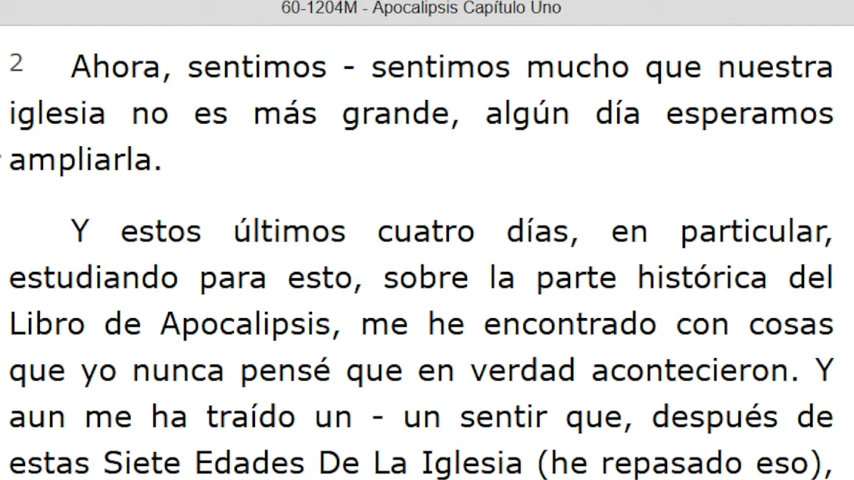 60-1204M - Apocalipsis Capítulo Uno
2 Ahora, sentimos - sentimos mucho que nuestra
iglesia no es más grande, algún día esperamos
ampliarla.
Y estos últimos cuatro días, en particular,
estudiando para esto, sobre la parte histórica del
Libro de Apocalipsis, me he encontrado con cosas
que yo nunca pensé que en verdad acontecieron. Y
aun me ha traído un - un sentir que, después de
estas Siete Edades De La Iglesia (he repasado eso),